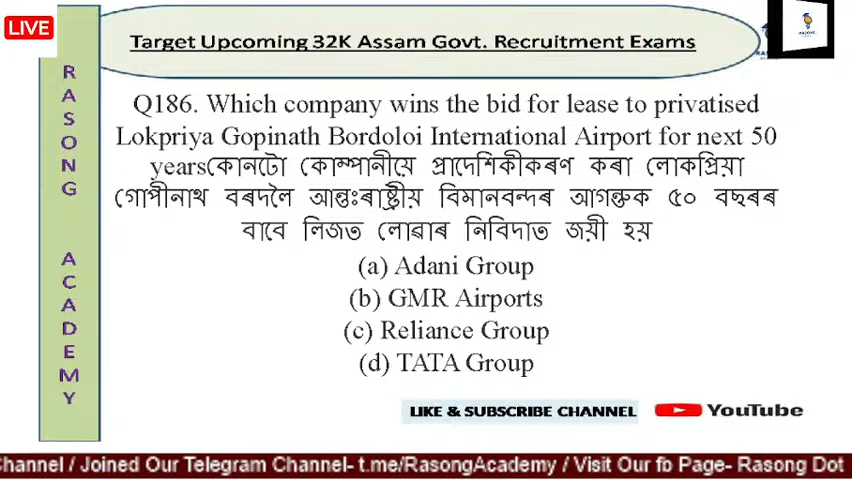 LIVE
Target Upcoming 32K Assam Govt. Recruitment Exams
RASONG ACADEMY
Q186. Which company wins the bid for lease to privatised
Lokpriya Gopinath Bordoloi International Airport for next 50
yearsকোনটো কোম্পানীয়ে প্ৰাদেশিকীকৰণ কৰা লোকপ্ৰিয়া
গোপীনাথ বৰদলৈ আন্তঃৰাষ্ট্ৰীয় বিমানবন্দৰ আগন্তুক ৫০ বছৰৰ
বাবে লিজত লোৱাৰ নিবিদাত জয়ী হয়
(a) Adani Group
(b) GMR Airports
(c) Reliance Group
(d) TATA Group
LIKE & SUBSCRIBE CHANNEL
YouTube
Channel / Joined Our Telegram Channel- t.me/RasongAcademy / Visit Our fb Page- Rasong Dot